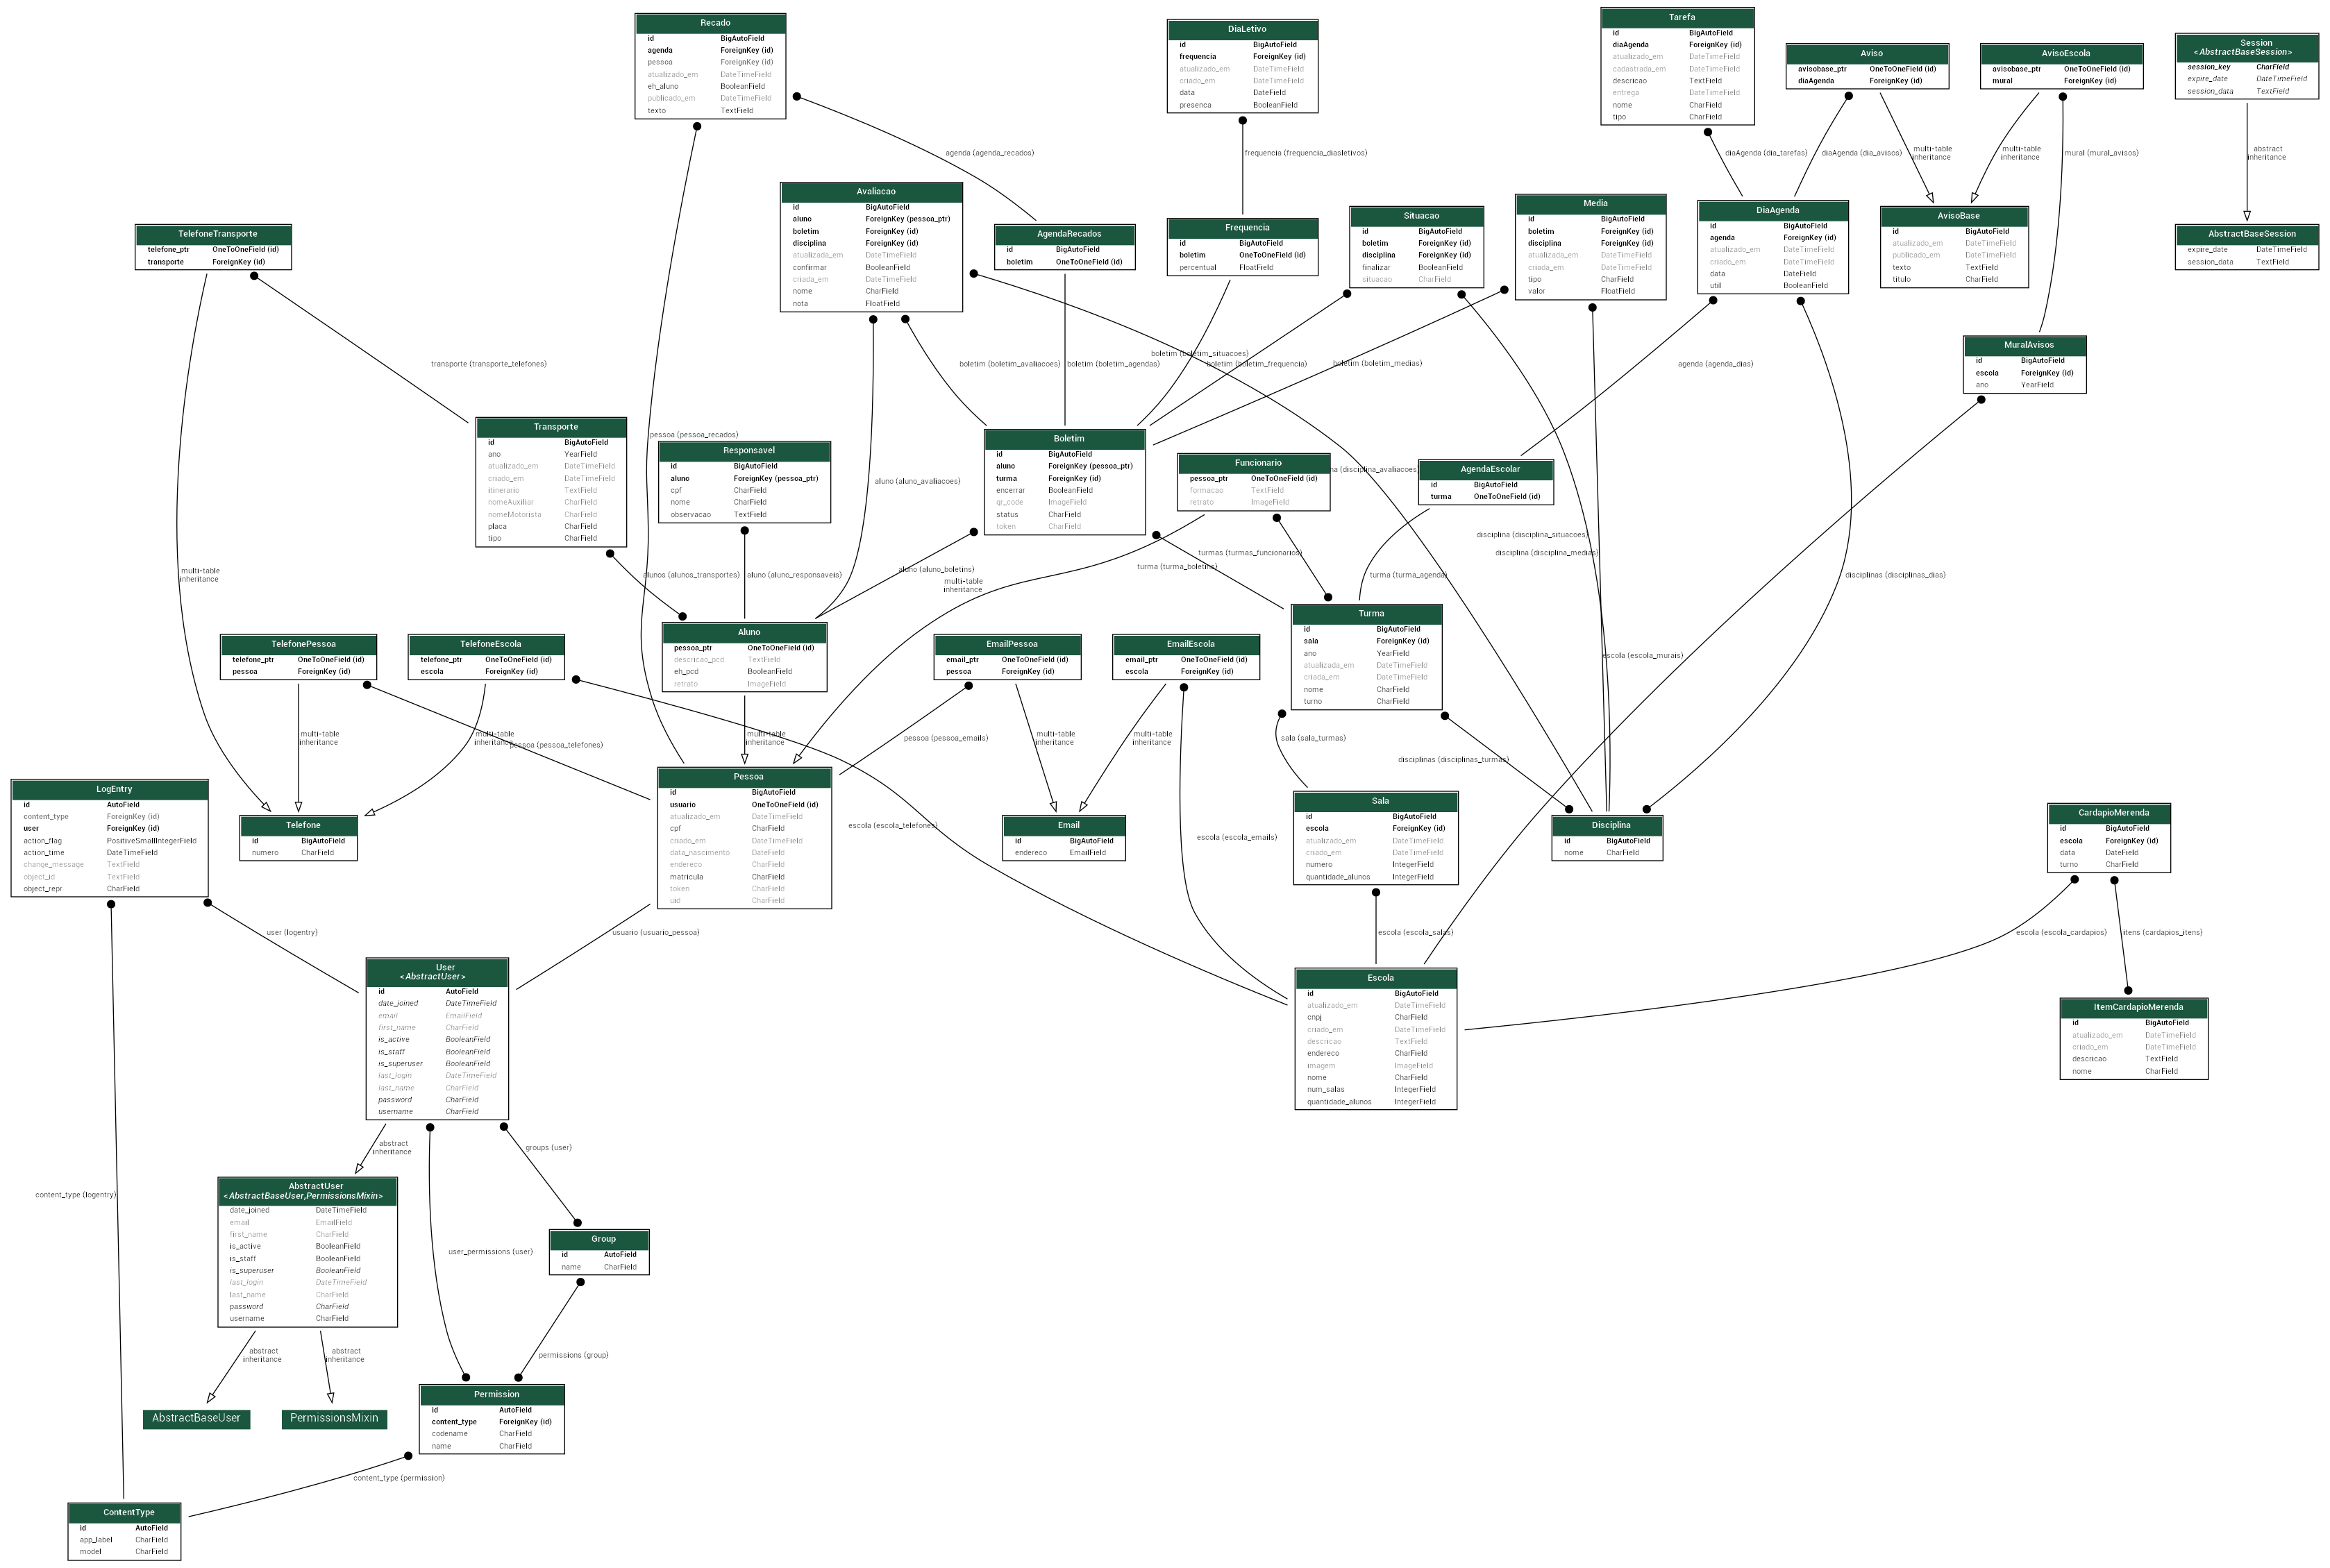 Recado
id BigAutoField
agenda ForeignKey (id)
pessoa ForeignKey (id)
atualizado_em DateTimeField
eh_aluno BooleanField
publicado_em DateTimeField
texto TextField
DiaLetivo
id BigAutoField
frequencia ForeignKey (id)
atualizado_em DateTimeField
criado_em DateTimeField
data DateField
presenca BooleanField
Tarefa
id BigAutoField
diaAgenda ForeignKey (id)
atualizado_em DateTimeField
cadastrada_em DateTimeField
descricao TextField
entrega DateTimeField
nome CharField
tipo CharField
Aviso
avisobase_ptr OneToOneField (id)
diaAgenda ForeignKey (id)
AvisoEscola
avisobase_ptr OneToOneField (id)
mural ForeignKey (id)
Session
<AbstractBaseSession>
session_key CharField
expire_date DateTimeField
session_data TextField
agenda (agenda_recados)
frequencia (frequencia_diasletivos)
diaAgenda (dia_tarefas)
diaAgenda (dia_avisos)
multi-table
inheritance
multi-table
inheritance
mural (mural_avisos)
abstract
inheritance
TelefoneTransporte
telefone_ptr OneToOneField (id)
transporte ForeignKey (id)
Avaliacao
id BigAutoField
aluno ForeignKey (pessoa_ptr)
boletim ForeignKey (id)
disciplina ForeignKey (id)
atualizada_em DateTimeField
confirmar BooleanField
criada_em DateTimeField
nome CharField
nota FloatField
AgendaRecados
id BigAutoField
boletim OneToOneField (id)
Frequencia
id BigAutoField
boletim OneToOneField (id)
percentual FloatField
Situacao
id BigAutoField
boletim ForeignKey (id)
disciplina ForeignKey (id)
finalizar BooleanField
situacao CharField
Media
id BigAutoField
boletim ForeignKey (id)
disciplina ForeignKey (id)
atualizada_em DateTimeField
criada_em DateTimeField
tipo CharField
valor FloatField
DiaAgenda
id BigAutoField
agenda ForeignKey (id)
atualizado_em DateTimeField
criado_em DateTimeField
data DateField
util BooleanField
AvisoBase
id BigAutoField
atualizado_em DateTimeField
publicado_em DateTimeField
texto TextField
titulo CharField
AbstractBaseSession
expire_date DateTimeField
session_data TextField
MuralAvisos
id BigAutoField
escola ForeignKey (id)
ano YearField
transporte (transporte_telefones)
boletim (boletim_avaliacoes)
boletim (boletim_agendas)
boletim (boletim_situacoes)
boletim (boletim_frequencia)
boletim (boletim_medias)
agenda (agenda_dias)
Transporte
id BigAutoField
ano YearField
atualizado_em DateTimeField
criado_em DateTimeField
itinerario TextField
nomeAuxiliar CharField
nomeMotorista CharField
placa CharField
tipo CharField
pessoa (pessoa_recados)
Responsavel
id BigAutoField
aluno ForeignKey (pessoa_ptr)
cpf CharField
nome CharField
observacao TextField
aluno (aluno_avaliacoes)
Boletim
id BigAutoField
aluno ForeignKey (pessoa_ptr)
turma ForeignKey (id)
encerrar BooleanField
qr_code ImageField
status CharField
token CharField
Funcionario
pessoa_ptr OneToOneField (id)
formacao TextField
retrato ImageField
(disciplina_avaliacoes)
AgendaEscolar
id BigAutoField
turma OneToOneField (id)
disciplina (disciplina_situacoes)
disciplina (disciplina_medias)
turmas (turmas_funcionarios)
turma (turma_boletins)
turma (turma_agenda)
disciplinas (disciplinas_dias)
multi-table
inheritance
alunos (alunos_transportes)
aluno (aluno_responsaveis)
aluno (aluno_boletins)
multi-table
inheritance
TelefonePessoa
telefone_ptr OneToOneField (id)
pessoa ForeignKey (id)
TelefoneEscola
telefone_ptr OneToOneField (id)
escola ForeignKey (id)
Aluno
pessoa_ptr OneToOneField (id)
descricao_pcd TextField
eh_pcd BooleanField
retrato ImageField
EmailPessoa
email_ptr OneToOneField (id)
pessoa ForeignKey (id)
EmailEscola
email_ptr OneToOneField (id)
escola ForeignKey (id)
Turma
id BigAutoField
sala ForeignKey (id)
ano YearField
atualizada_em DateTimeField
criada_em DateTimeField
nome CharField
turno CharField
escola (escola_murais)
multi-table
inheritance
multi-table
inheritance
pessoa (pessoa_telefones)
multi-table
inheritance
pessoa (pessoa_emails)
multi-table
inheritance
multi-table
inheritance
sala (sala_turmas)
disciplinas (disciplinas_turmas)
LogEntry
id AutoField
content_type ForeignKey (id)
user ForeignKey (id)
action_flag PositiveSmallIntegerField
action_time DateTimeField
change_message TextField
object_id TextField
object_repr CharField
Telefone
id BigAutoField
numero CharField
Pessoa
id BigAutoField
usuario OneToOneField (id)
atualizado_em DateTimeField
cpf CharField
criado_em DateTimeField
data_nascimento DateField
endereco CharField
matricula CharField
token CharField
uid CharField
escola (escola_telefones)
Email
id BigAutoField
endereco EmailField
escola (escola_emails)
Sala
id BigAutoField
escola ForeignKey (id)
atualizado_em DateTimeField
criado_em DateTimeField
numero IntegerField
quantidade_alunos IntegerField
Disciplina
id BigAutoField
nome CharField
CardapioMerenda
id BigAutoField
escola ForeignKey (id)
data DateField
turno CharField
user (logentry)
usuario (usuario_pessoa)
escola (escola_salas)
escola (escola_cardapios)
itens (cardapios_itens)
User
<AbstractUser>
id AutoField
date_joined DateTimeField
email EmailField
first_name CharField
is_active BooleanField
is_staff BooleanField
is_superuser BooleanField
last_login DateTimeField
last_name CharField
password CharField
username CharField
Escola
id BigAutoField
atualizado_em DateTimeField
cnpj CharField
criado_em DateTimeField
descricao TextField
endereco CharField
imagem ImageField
nome CharField
num_salas IntegerField
quantidade_alunos IntegerField
ItemCardapioMerenda
id BigAutoField
atualizado_em DateTimeField
criado_em DateTimeField
descricao TextField
nome CharField
abstract
inheritance
groups (user)
content_type (logentry)
AbstractUser
<AbstractBaseUser,PermissionsMixin>
date_joined DateTimeField
email EmailField
first_name CharField
is_active BooleanField
is_staff BooleanField
is_superuser BooleanField
last_login DateTimeField
last_name CharField
password CharField
username CharField
user_permissions (user)
Group
id AutoField
name CharField
abstract
inheritance
abstract
inheritance
permissions (group)
AbstractBaseUser
PermissionsMixin
Permission
id AutoField
content_type ForeignKey (id)
codename CharField
name CharField
content_type (permission)
ContentType
id AutoField
app_label CharField
model CharField